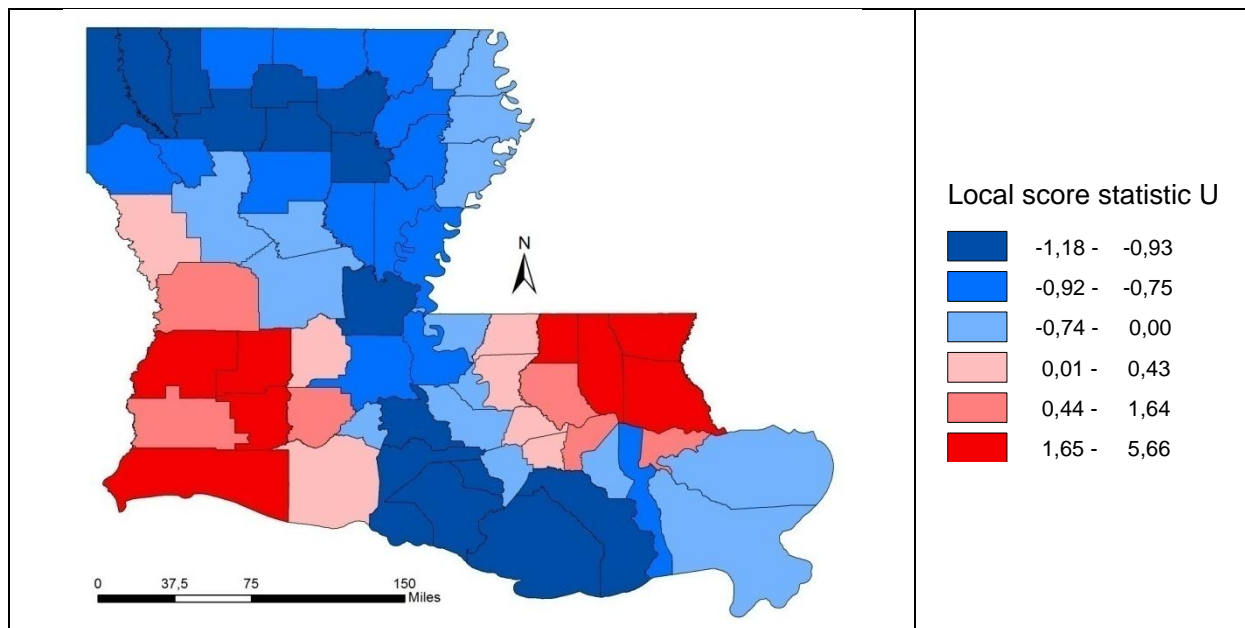 N
0 37,5 75 150
Miles
Local score statistic U
-1,18 - -0,93
-0,92 - -0,75
-0,74 - 0,00
0,01 - 0,43
0,44 - 1,64
1,65 - 5,66